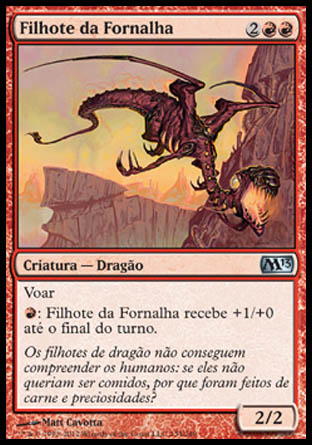 Filhote da Fornalha 2
Criatura — Dragão M13
Voar
: Filhote da Fornalha recebe +1/+0
até o final do turno.
Os filhotes de dragão não conseguem
compreender os humanos: se eles não
queriam ser comidos, por que foram feitos de
carne e preciosidades?
Matt Cavotta
2/2